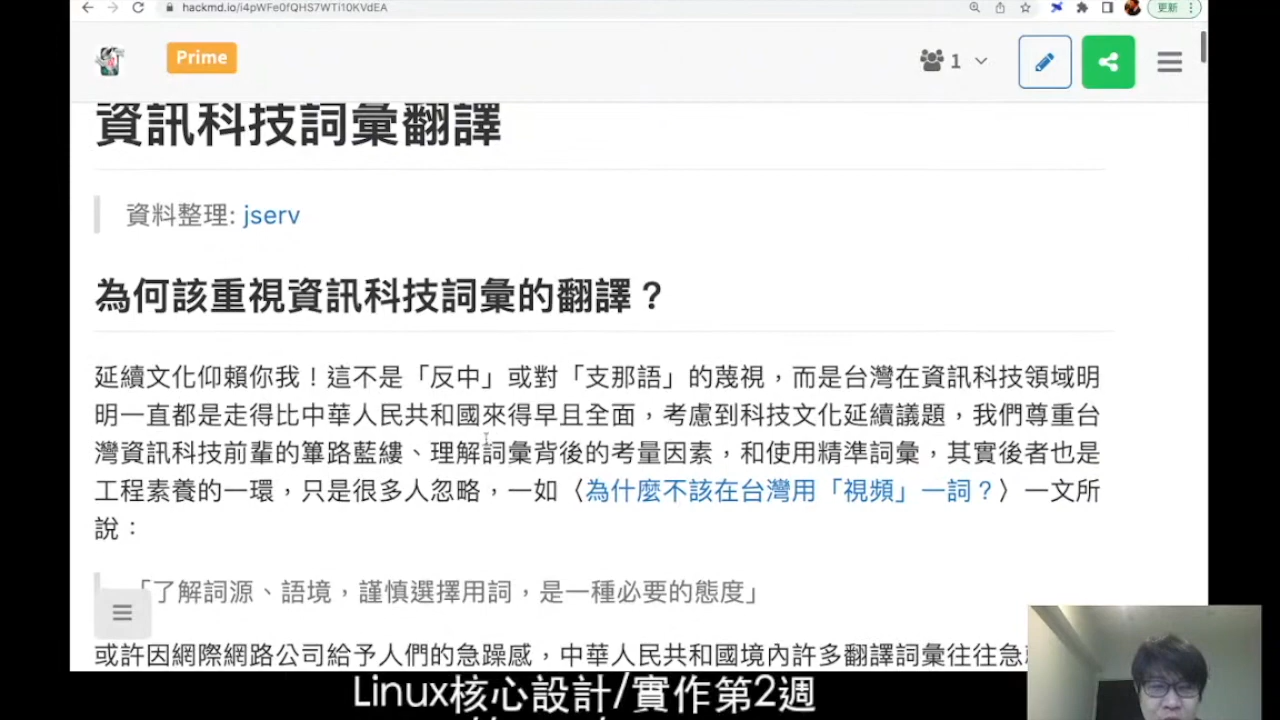 hackmd.io/i4pWFe0fQHS7WTi10KVdEA
更新
Prime
1
資訊科技詞彙翻譯
資料整理: jserv
為何該重視資訊科技詞彙的翻譯？
延續文化仰賴你我！這不是「反中」或對「支那語」的蔑視，而是台灣在資訊科技領域明
明一直都是走得比中華人民共和國來得早且全面，考慮到科技文化延續議題，我們尊重台
灣資訊科技前輩的篳路藍縷、理解詞彙背後的考量因素，和使用精準詞彙，其實後者也是
工程素養的一環，只是很多人忽略，一如〈為什麼不該在台灣用「視頻」一詞？〉一文所
說：
「了解詞源、語境，謹慎選擇用詞，是一種必要的態度」
或許因網際網路公司給予人們的急躁感，中華人民共和國境內許多翻譯詞彙往往急
Linux核心設計/實作第2週